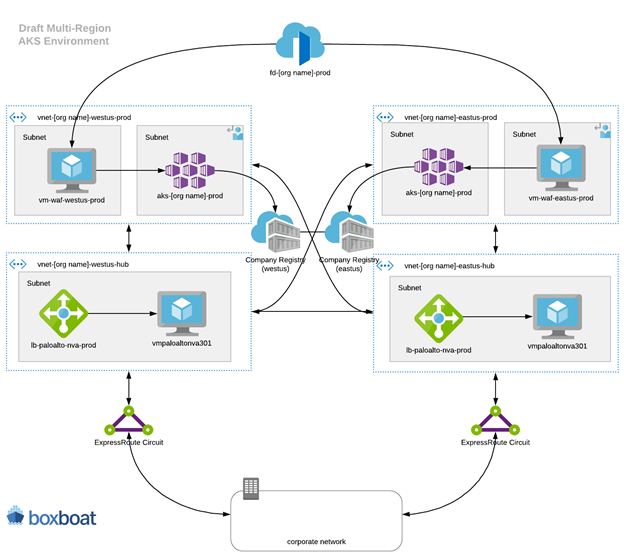 Draft Multi-Region
AKS Environment
fd-[org name]-prod
vnet-[org name]-westus-prod
Subnet
Subnet
vm-waf-westus-prod
aks-[org name]-prod
vnet-[org name]-eastus-prod
Subnet
Subnet
aks-[org name]-prod
vm-waf-eastus-prod
Company Registry
(westus)
Company Registry
(eastus)
vnet-[org name]-westus-hub
Subnet
lb-paloalto-nva-prod
vmpaloaltonva301
vnet-[org name]-eastus-hub
Subnet
lb-paloalto-nva-prod
vmpaloaltonva301
ExpressRoute Circuit
ExpressRoute Circuit
boxboat
corporate network